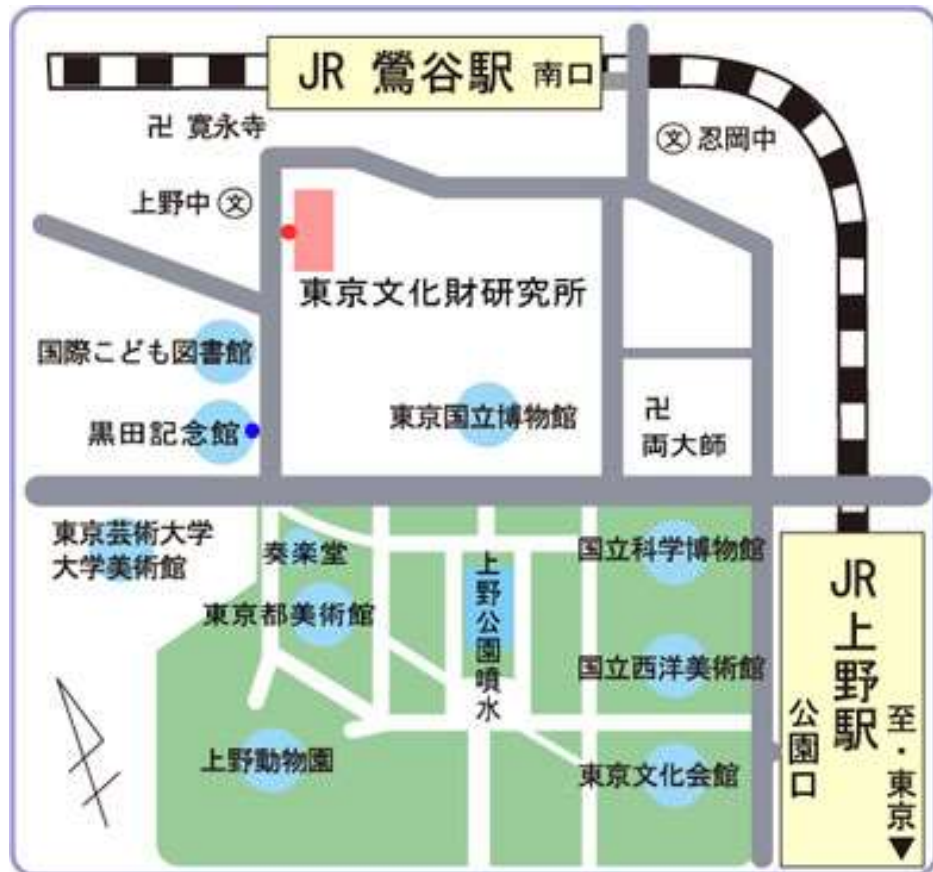 JR 鶯谷駅 南口
卍 寛永寺
文 忍岡中
上野中 文
東京文化財研究所
国際こども図書館
東京国立博物館
卍
両大師
黒田記念館
東京芸術大学
大学美術館
奏楽堂
上野公園噴水
国立科学博物館
東京都美術館
国立西洋美術館
上野動物園
東京文化会館
JR 上野駅
公園口
至・東京▼